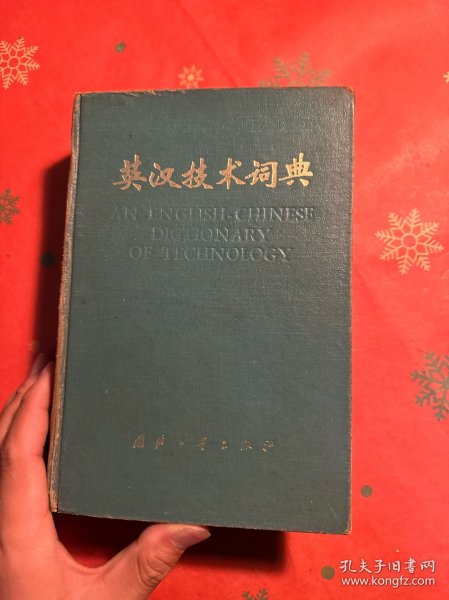 英汉技术词典
AN ENGLISH-CHINESE
DICTIONARY
OF TECHNOLOGY
国防工业出版社
孔夫子旧书网
www.kongfz.com